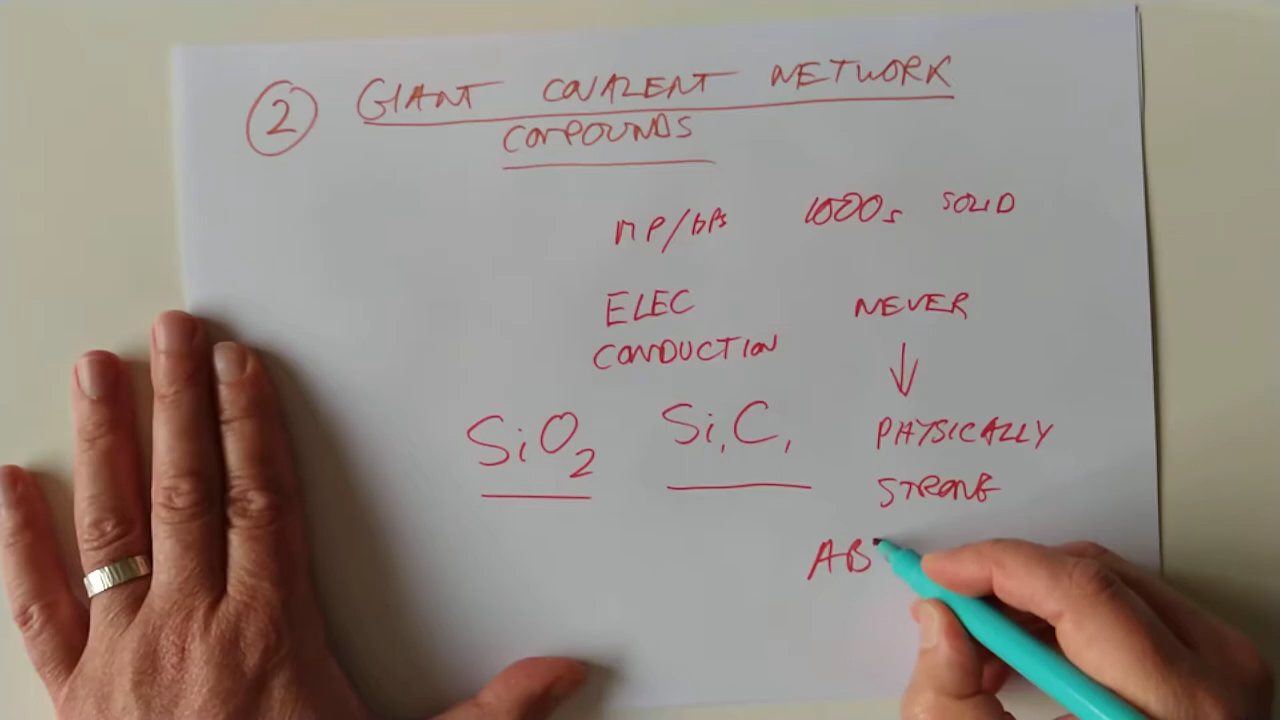 ② GIANT COVALENT NETWORK
COMPOUNDS
MP/BPs 1000s SOLID
ELEC NEVER
CONDUCTION
↓
SiO2 Si,C, PHYSICALLY
STRONG
AB